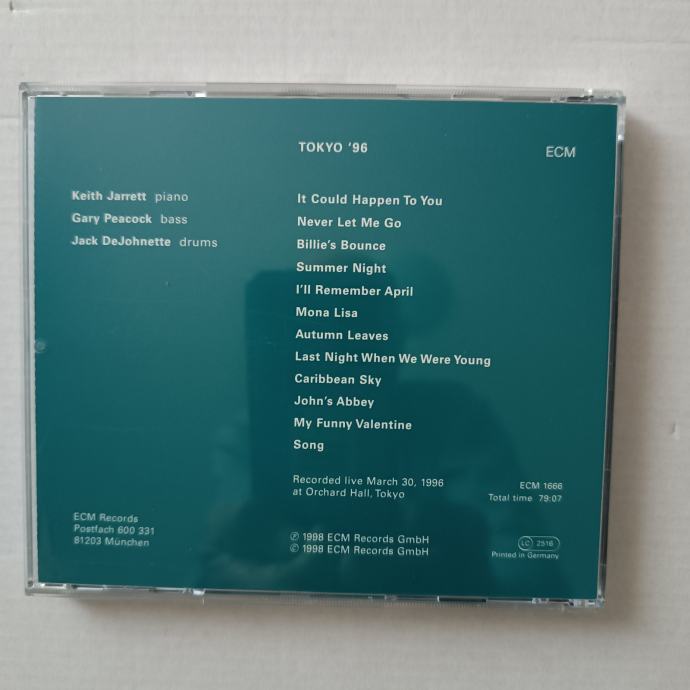 TOKYO '96
ECM
Keith Jarrett piano
Gary Peacock bass
Jack DeJohnette drums
It Could Happen To You
Never Let Me Go
Billie's Bounce
Summer Night
I'll Remember April
Mona Lisa
Autumn Leaves
Last Night When We Were Young
Caribbean Sky
John's Abbey
My Funny Valentine
Song
Recorded live March 30, 1996
at Orchard Hall, Tokyo
ECM 1666
Total time 79:07
ECM Records
Postfach 600 331
81203 München
℗ 1998 ECM Records GmbH
© 1998 ECM Records GmbH
LC 2516
Printed in Germany